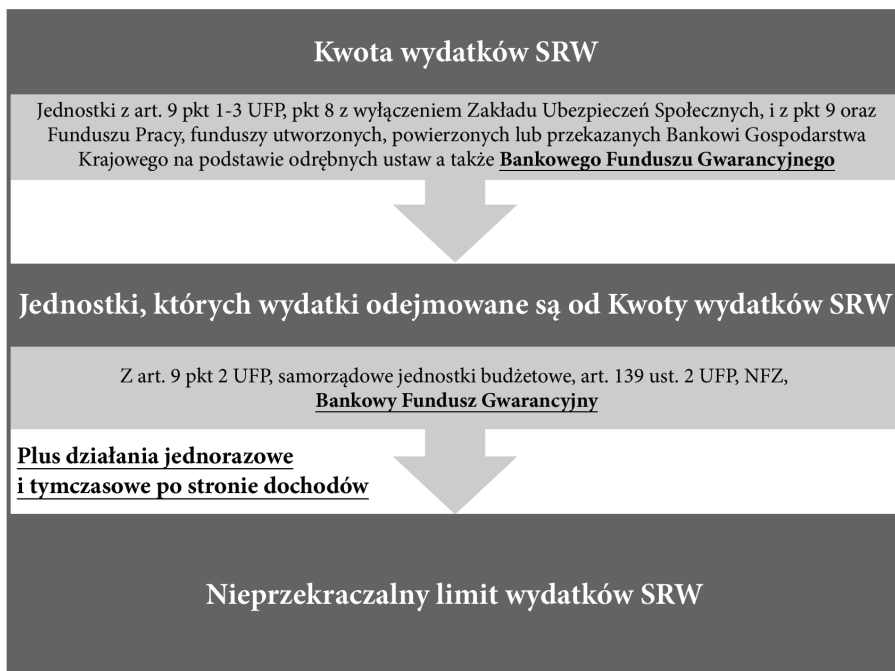 Kwota wydatków SRW
Jednostki z art. 9 pkt 1-3 UFP, pkt 8 z wyłączeniem Zakładu Ubezpieczeń Społecznych, i z pkt 9 oraz
Funduszu Pracy, funduszy utworzonych, powierzonych lub przekazanych Bankowi Gospodarstwa
Krajowego na podstawie odrębnych ustaw a także Bankowego Funduszu Gwarancyjnego
Jednostki, których wydatki odejmowane są od Kwoty wydatków SRW
Z art. 9 pkt 2 UFP, samorządowe jednostki budżetowe, art. 139 ust. 2 UFP, NFZ,
Bankowy Fundusz Gwarancyjny
Plus działania jednorazowe
i tymczasowe po stronie dochodów
Nieprzekraczalny limit wydatków SRW